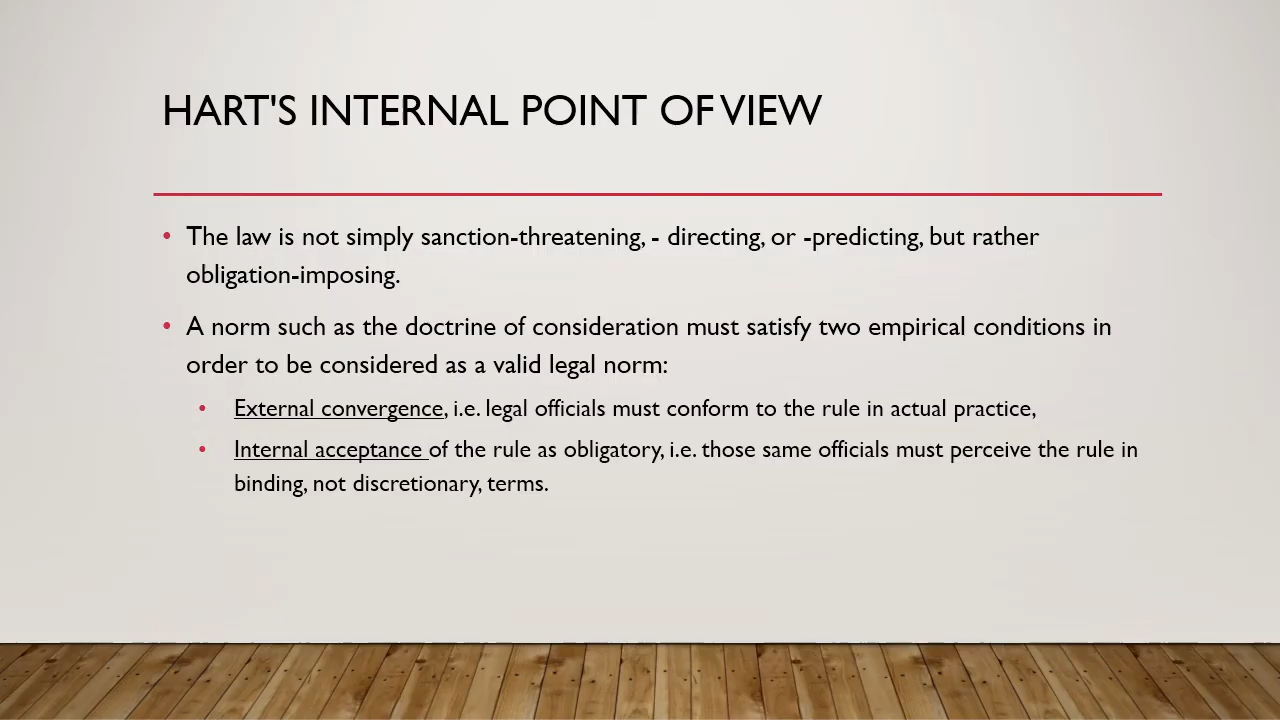 HART'S INTERNAL POINT OF VIEW
• The law is not simply sanction-threatening, - directing, or -predicting, but rather
obligation-imposing.
• A norm such as the doctrine of consideration must satisfy two empirical conditions in
order to be considered as a valid legal norm:
• External convergence, i.e. legal officials must conform to the rule in actual practice,
• Internal acceptance of the rule as obligatory, i.e. those same officials must perceive the rule in
binding, not discretionary, terms.